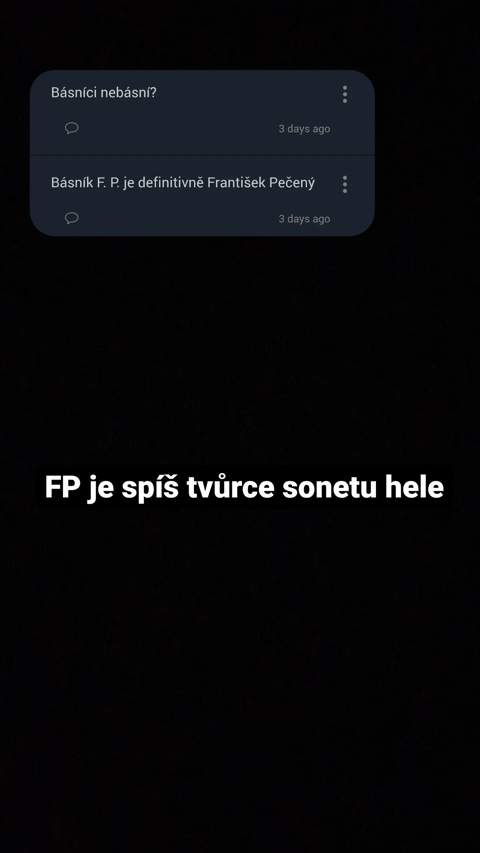 Básníci nebásní?
3 days ago
Básník F. P. je definitivně František Pečený
3 days ago
FP je spíš tvůrce sonetu hele